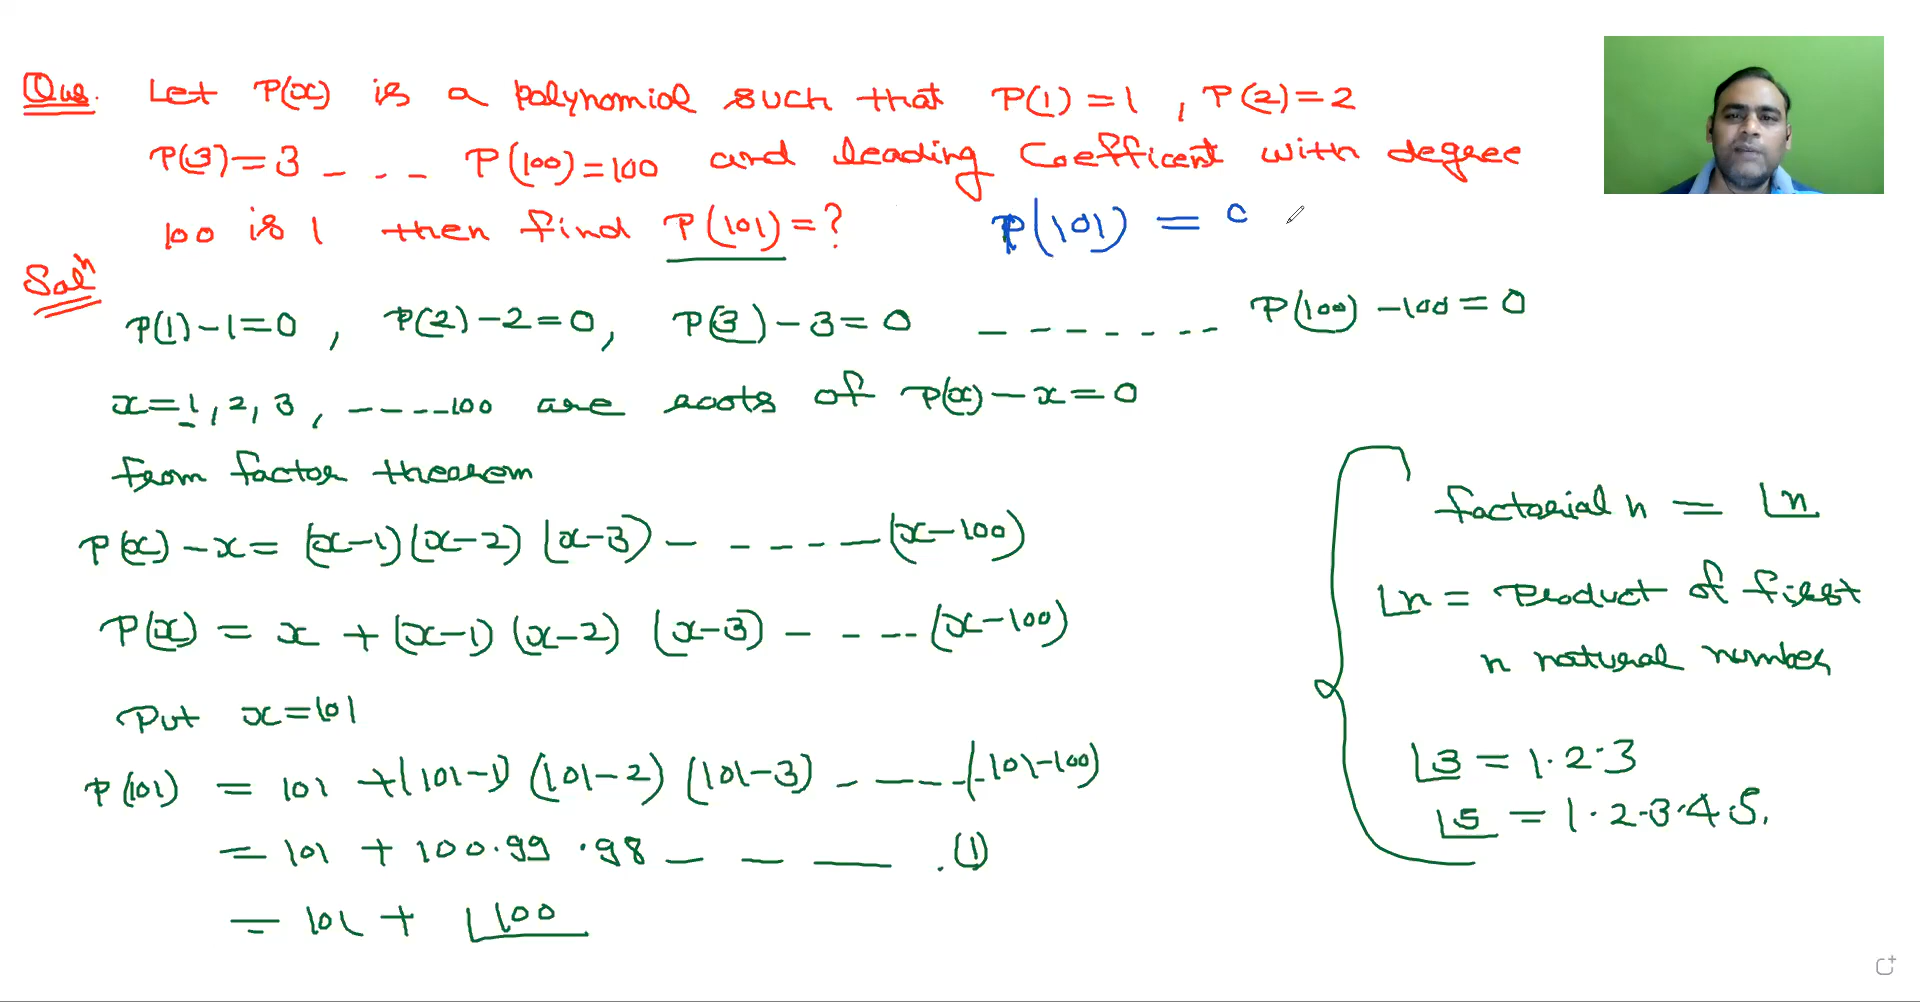 Ques. Let P(x) is a polynomial such that P(1)=1, P(2)=2
P(3)=3 - - - - P(100)=100 and leading Coefficent with degree
100 is 1 then find P(101)=? P(101) =
Solⁿ
P(1)-1=0, P(2)-2=0, P(3)-3=0 - - - - - - - P(100)-100=0
x=1, 2, 3, - - - - 100 are roots of P(x)-x=0
from factor theorem
P(x)-x = (x-1)(x-2)(x-3) - - - - - - (x-100)
P(x) = x + (x-1)(x-2)(x-3) - - - - - (x-100)
Put x=101
P(101) = 101 +(101-1)(101-2)(101-3) - - - - - (101-100)
= 101 + 100.99.98 - - - .(1)
= 101 + |100
factorial n = |n
|n = Product of first
n natural number
|3 = 1.2.3
|5 = 1.2.3.4.5.